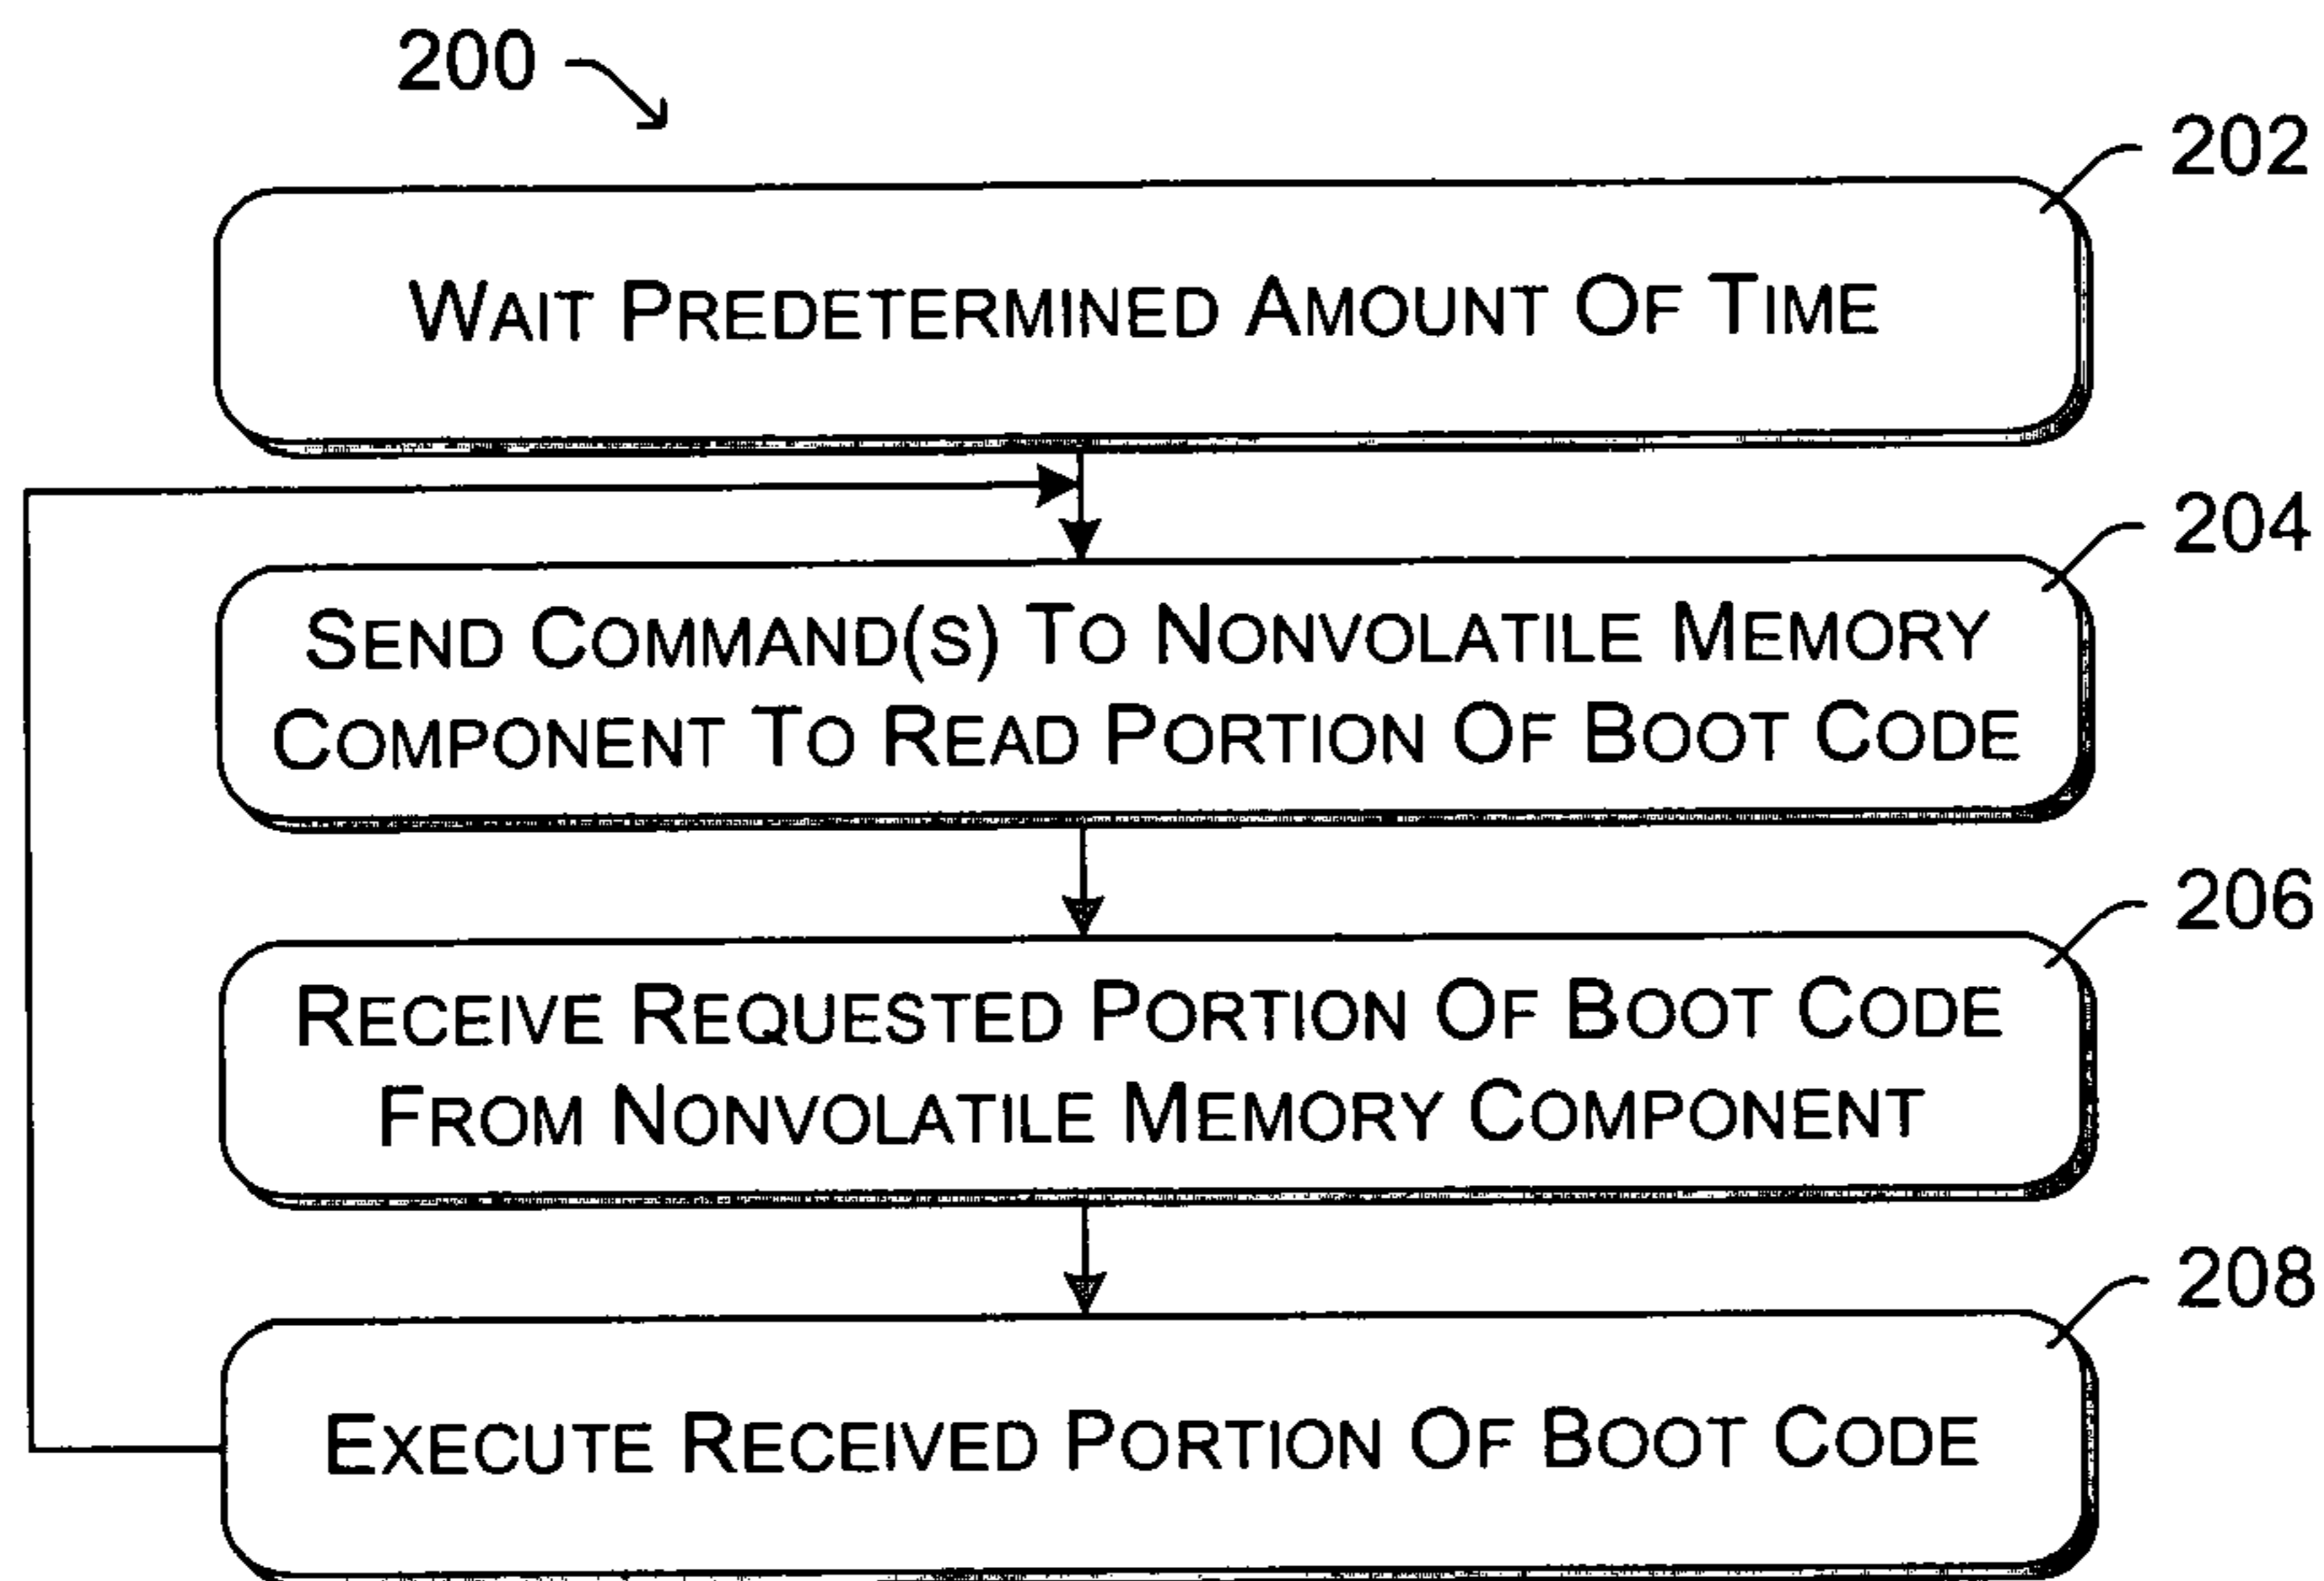 200
202
WAIT PREDETERMINED AMOUNT OF TIME
204
SEND COMMAND(S) TO NONVOLATILE MEMORY
COMPONENT TO READ PORTION OF BOOT CODE
206
RECEIVE REQUESTED PORTION OF BOOT CODE
FROM NONVOLATILE MEMORY COMPONENT
208
EXECUTE RECEIVED PORTION OF BOOT CODE